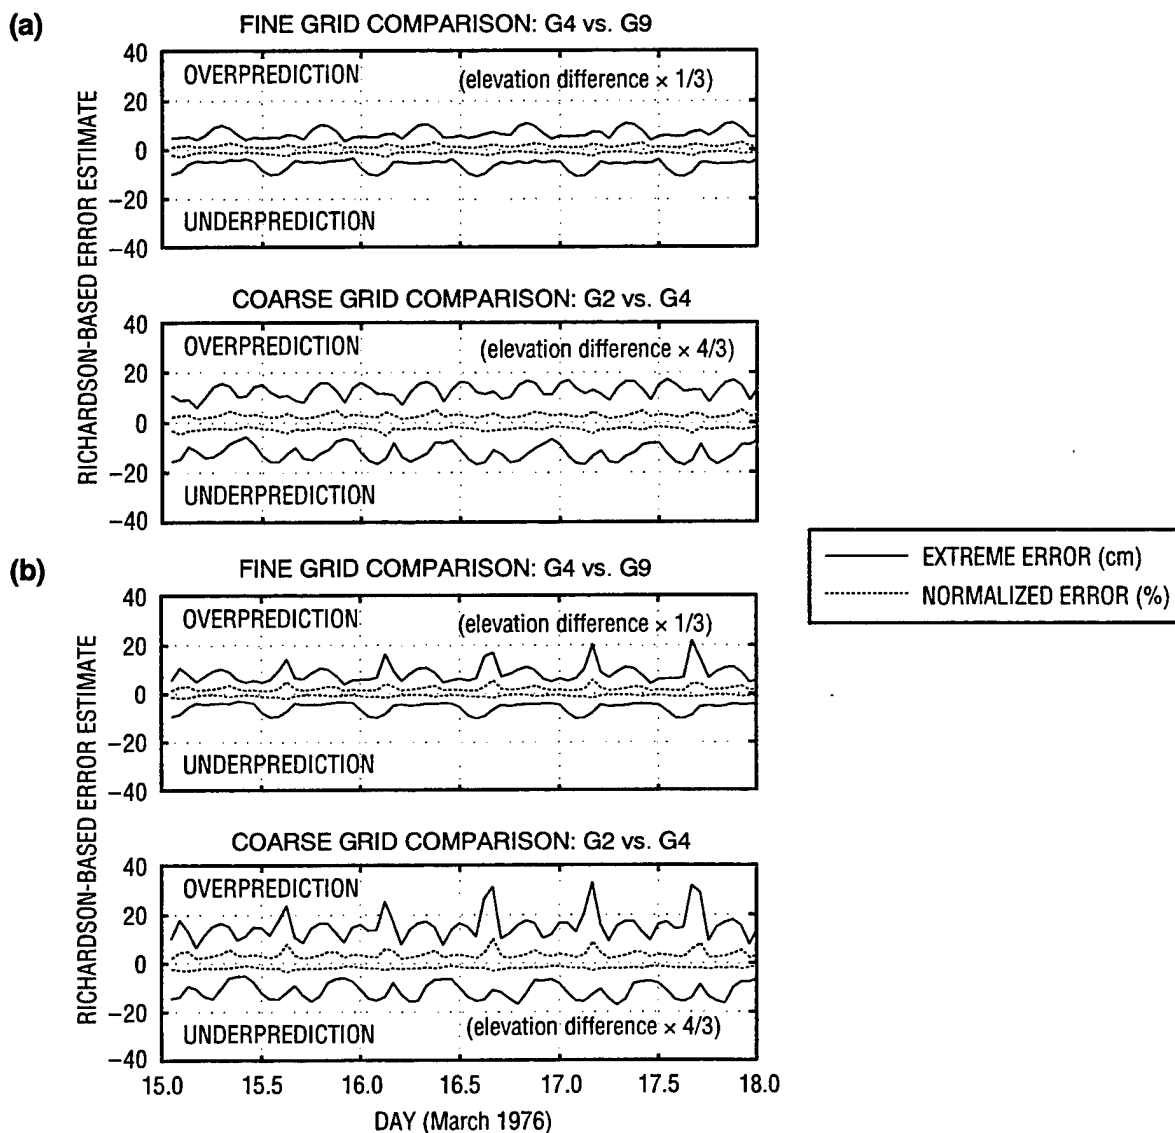 (a)
FINE GRID COMPARISON: G4 vs. G9
RICHARDSON-BASED ERROR ESTIMATE
40
20
0
−20
−40
OVERPREDICTION
(elevation difference × 1/3)
UNDERPREDICTION
COARSE GRID COMPARISON: G2 vs. G4
40
20
0
−20
−40
OVERPREDICTION
(elevation difference × 4/3)
UNDERPREDICTION
EXTREME ERROR (cm)
NORMALIZED ERROR (%)
(b)
FINE GRID COMPARISON: G4 vs. G9
RICHARDSON-BASED ERROR ESTIMATE
40
20
0
−20
−40
OVERPREDICTION
(elevation difference × 1/3)
UNDERPREDICTION
COARSE GRID COMPARISON: G2 vs. G4
40
20
0
−20
−40
OVERPREDICTION
UNDERPREDICTION
(elevation difference × 4/3)
15.0 15.5 16.0 16.5 17.0 17.5 18.0
DAY (March 1976)